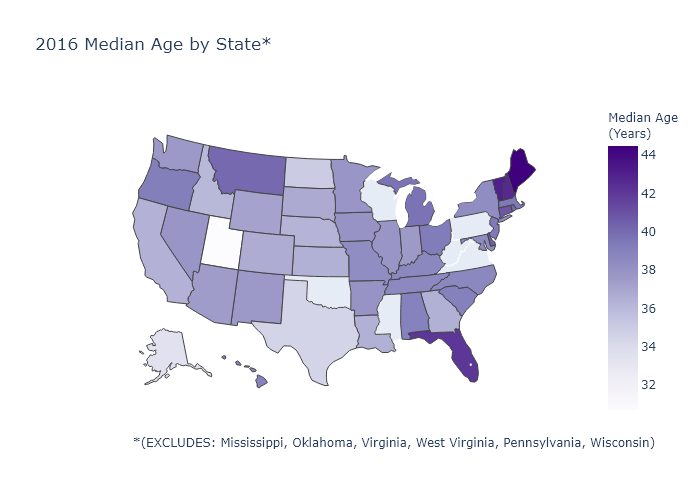 2016 Median Age by State*
Median Age
(Years)
44
42
40
38
36
34
32
*(EXCLUDES: Mississippi, Oklahoma, Virginia, West Virginia, Pennsylvania, Wisconsin)